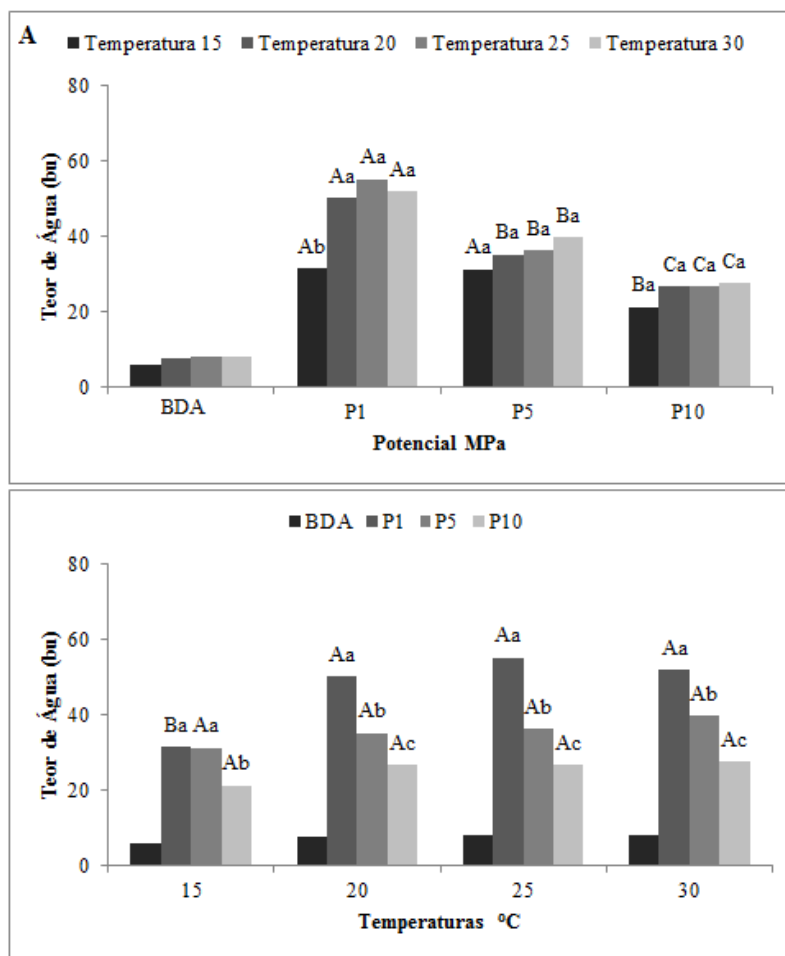 A
Temperatura 15 Temperatura 20 Temperatura 25 Temperatura 30
80
60
40
20
0
Teor de Água (bu)
Ab Aa Aa Aa
Aa Ba Ba Ba
Ba Ca Ca Ca
BDA P1 P5 P10
Potencial MPa
BDA P1 P5 P10
80
60
40
20
0
Teor de Água (bu)
Ba Aa Ab
Aa Ab Ac
Aa Ab Ac
Aa Ab Ac
15 20 25 30
Temperaturas ºC